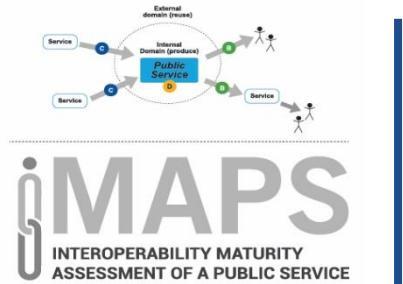 External
domain (reuse)
Service
C
Internal
Domain (produce)
B
Public
Service
D
Service
C
B
Service
iMAPS
INTEROPERABILITY MATURITY
ASSESSMENT OF A PUBLIC SERVICE